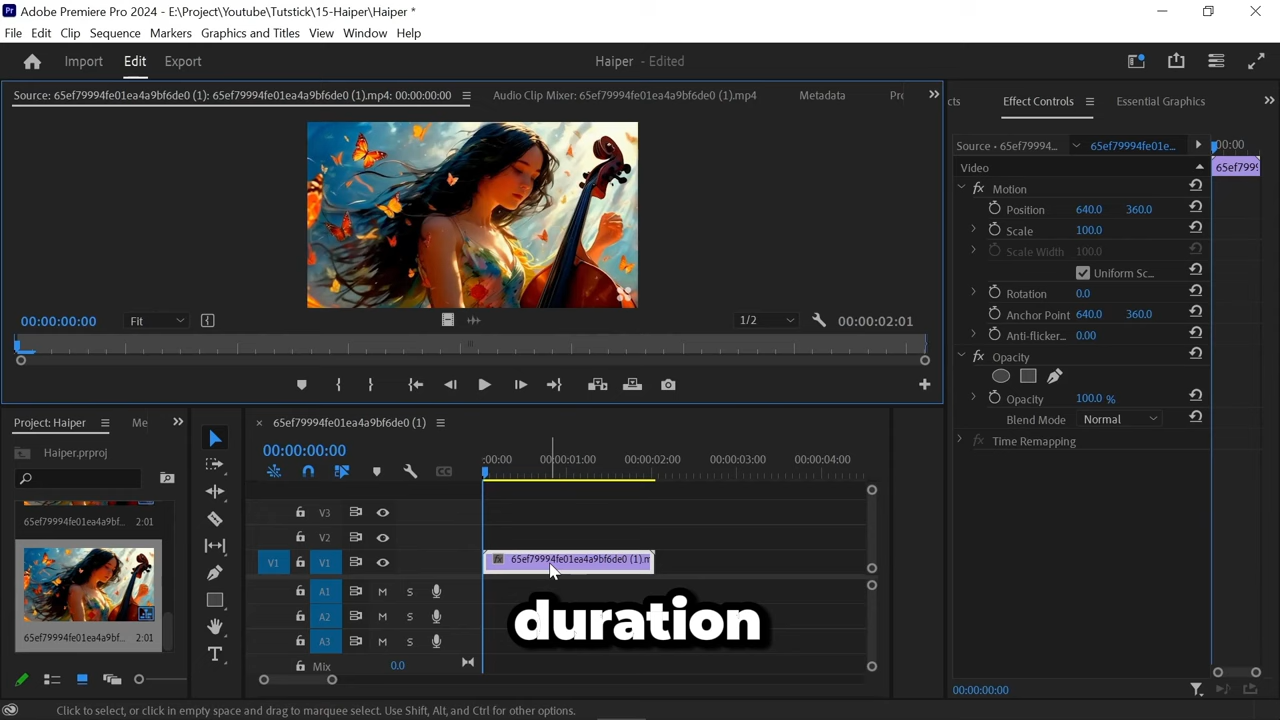 Adobe Premiere Pro 2024 - E:\Project\Youtube\Tutstick\15-Haiper\Haiper *
File Edit Clip Sequence Markers Graphics and Titles View Window Help
Import Edit Export Haiper - Edited
Source: 65ef79994fe01ea4a9bf6de0 (1): 65ef79994fe01ea4a9bf6de0 (1).mp4: 00:00:00:00 Audio Clip Mixer: 65ef79994fe01ea4a9bf6de0 (1).mp4 Metadata Prc
cts Effect Controls Essential Graphics
Source • 65ef79994... 65ef79994fe01e... :00:00
Video 65ef799
fx Motion
Position 640.0 360.0
Scale 100.0
Scale Width 100.0
Uniform Sc...
Rotation 0.0
Anchor Point 640.0 360.0
Anti-flicker... 0.00
fx Opacity
Opacity 100.0 %
Blend Mode Normal
fx Time Remapping
00:00:00:00
00:00:00:00 Fit 1/2 00:00:02:01
Project: Haiper Me
Haiper.prproj
65ef79994fe01ea4a9bf... 2:01
65ef79994fe01ea4a9bf... 2:01
65ef79994fe01ea4a9bf6de0 (1)
00:00:00:00
:00:00 00:00:01:00 00:00:02:00 00:00:03:00 00:00:04:00
CC
V3
V2
V1 V1 fx 65ef79994fe01ea4a9bf6de0 (1).m
A1 M S
A2 M S
A3 M S
Mix 0.0
duration
Click to select, or click in empty space and drag to marquee select. Use Shift, Alt, and Ctrl for other options.